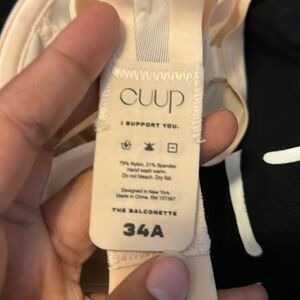 CUUP
I SUPPORT YOU.
79% Nylon, 21% Spandex
Hand wash warm.
Do not bleach. Dry flat.
Designed in New York.
Made in China. RN 157397
THE BALCONETTE
34A